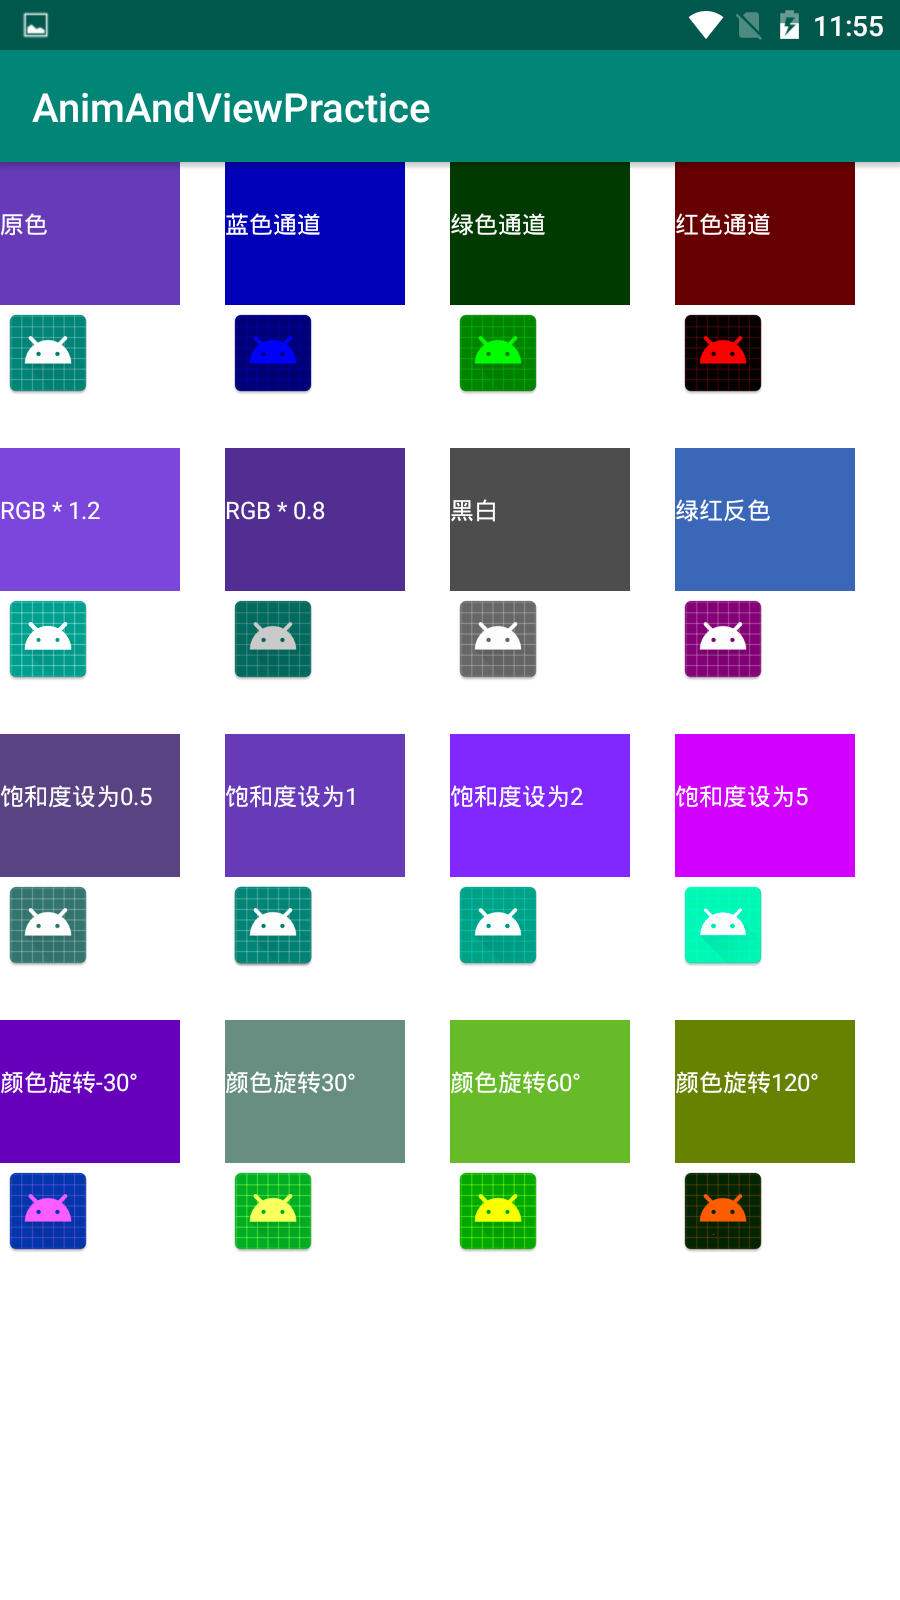 11:55
AnimAndViewPractice
原色
蓝色通道
绿色通道
红色通道
RGB * 1.2
RGB * 0.8
黑白
绿红反色
饱和度设为0.5
饱和度设为1
饱和度设为2
饱和度设为5
颜色旋转-30°
颜色旋转30°
颜色旋转60°
颜色旋转120°